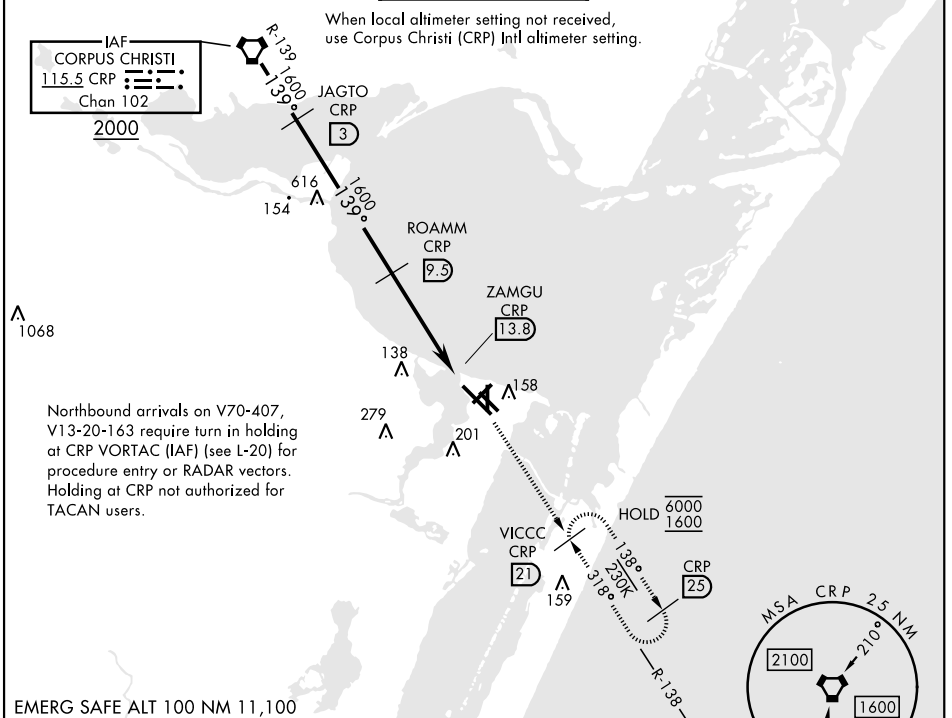 When local altimeter setting not received,
use Corpus Christi (CRP) Intl altimeter setting.
IAF
CORPUS CHRISTI
115.5 CRP
Chan 102
2000
R-139
1600
139°
JAGTO
CRP
3
616
154
1600
139°
ROAMM
CRP
9.5
ZAMGU
CRP
13.8
1068
138
158
279
201
Northbound arrivals on V70-407,
V13-20-163 require turn in holding
at CRP VORTAC (IAF) (see L-20) for
procedure entry or RADAR vectors.
Holding at CRP not authorized for
TACAN users.
HOLD 6000
1600
VICCC
CRP
21
138°
230K
318°
159
CRP
25
R-138
MSA CRP 25 NM
210°
2100
1600
EMERG SAFE ALT 100 NM 11,100